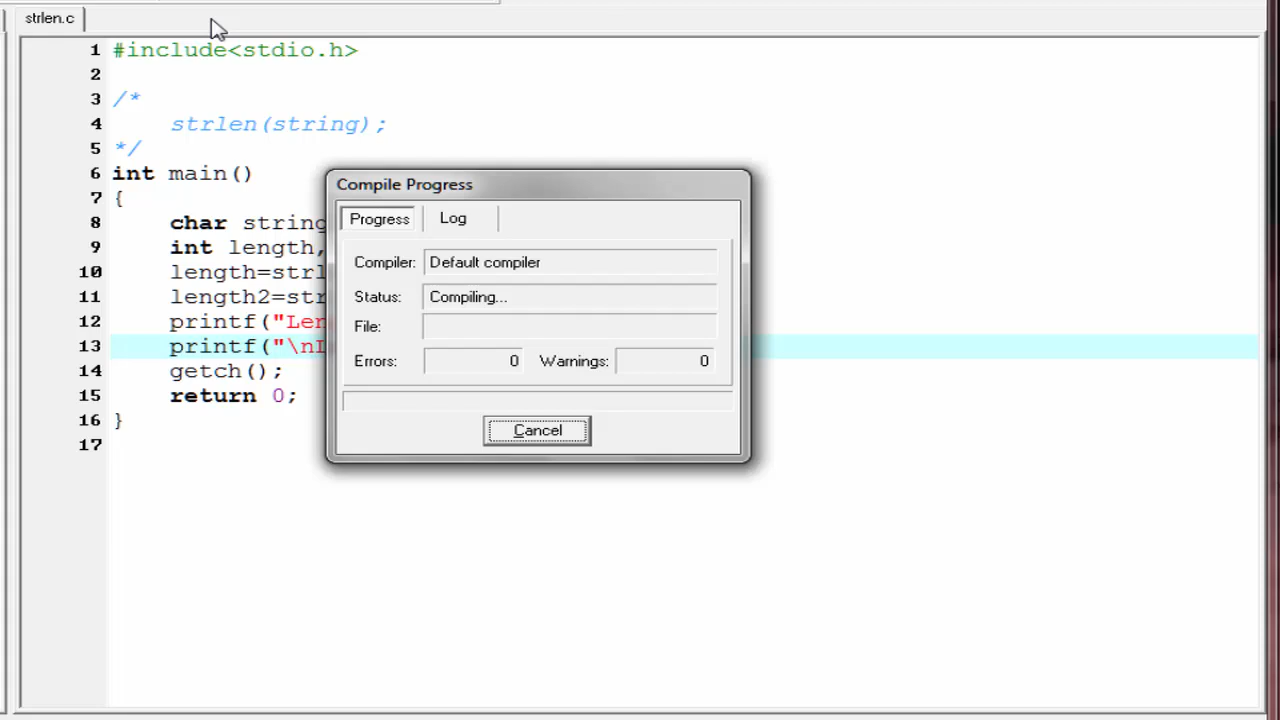 strlen.c
1 #include<stdio.h>
2
3 /*
4 strlen(string);
5 */
6 int main()
7 {
8 char string
9 int length,
10 length=strl
11 length2=str
12 printf("Len
13 printf("\n
14 getch();
15 return 0;
16 }
17
Compile Progress
Progress Log
Compiler: Default compiler
Status: Compiling...
File:
Errors: 0 Warnings: 0
Cancel